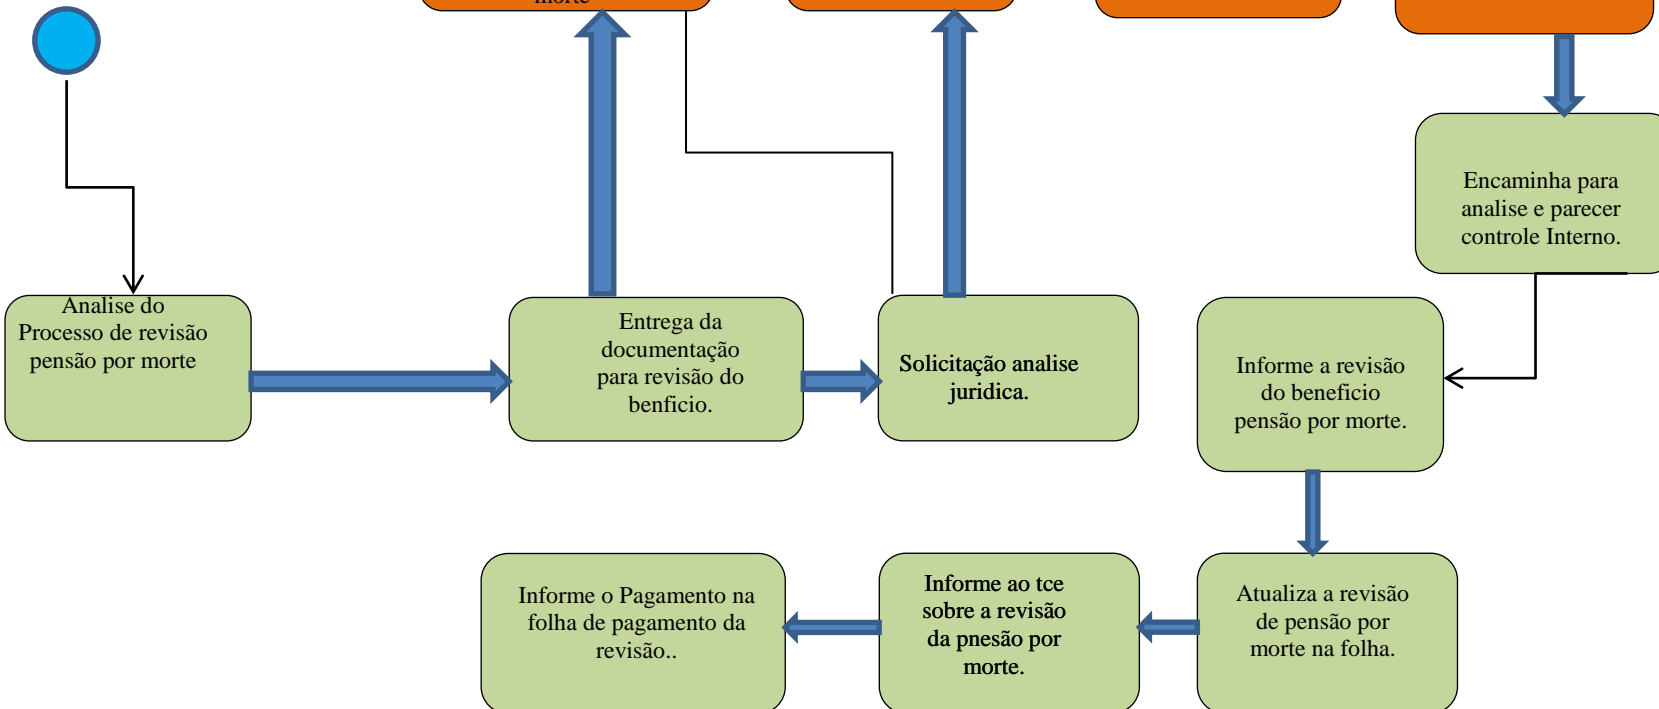 morte
Encaminha para
analise e parecer
controle Interno.
Analise do
Processo de revisão
pensão por morte
Entrega da
documentação
para revisão do
benficio.
Solicitação analise
juridica.
Informe a revisão
do beneficio
pensão por morte.
Informe o Pagamento na
folha de pagamento da
revisão..
Informe ao tce
sobre a revisão
da pnesão por
morte.
Atualiza a revisão
de pensão por
morte na folha.